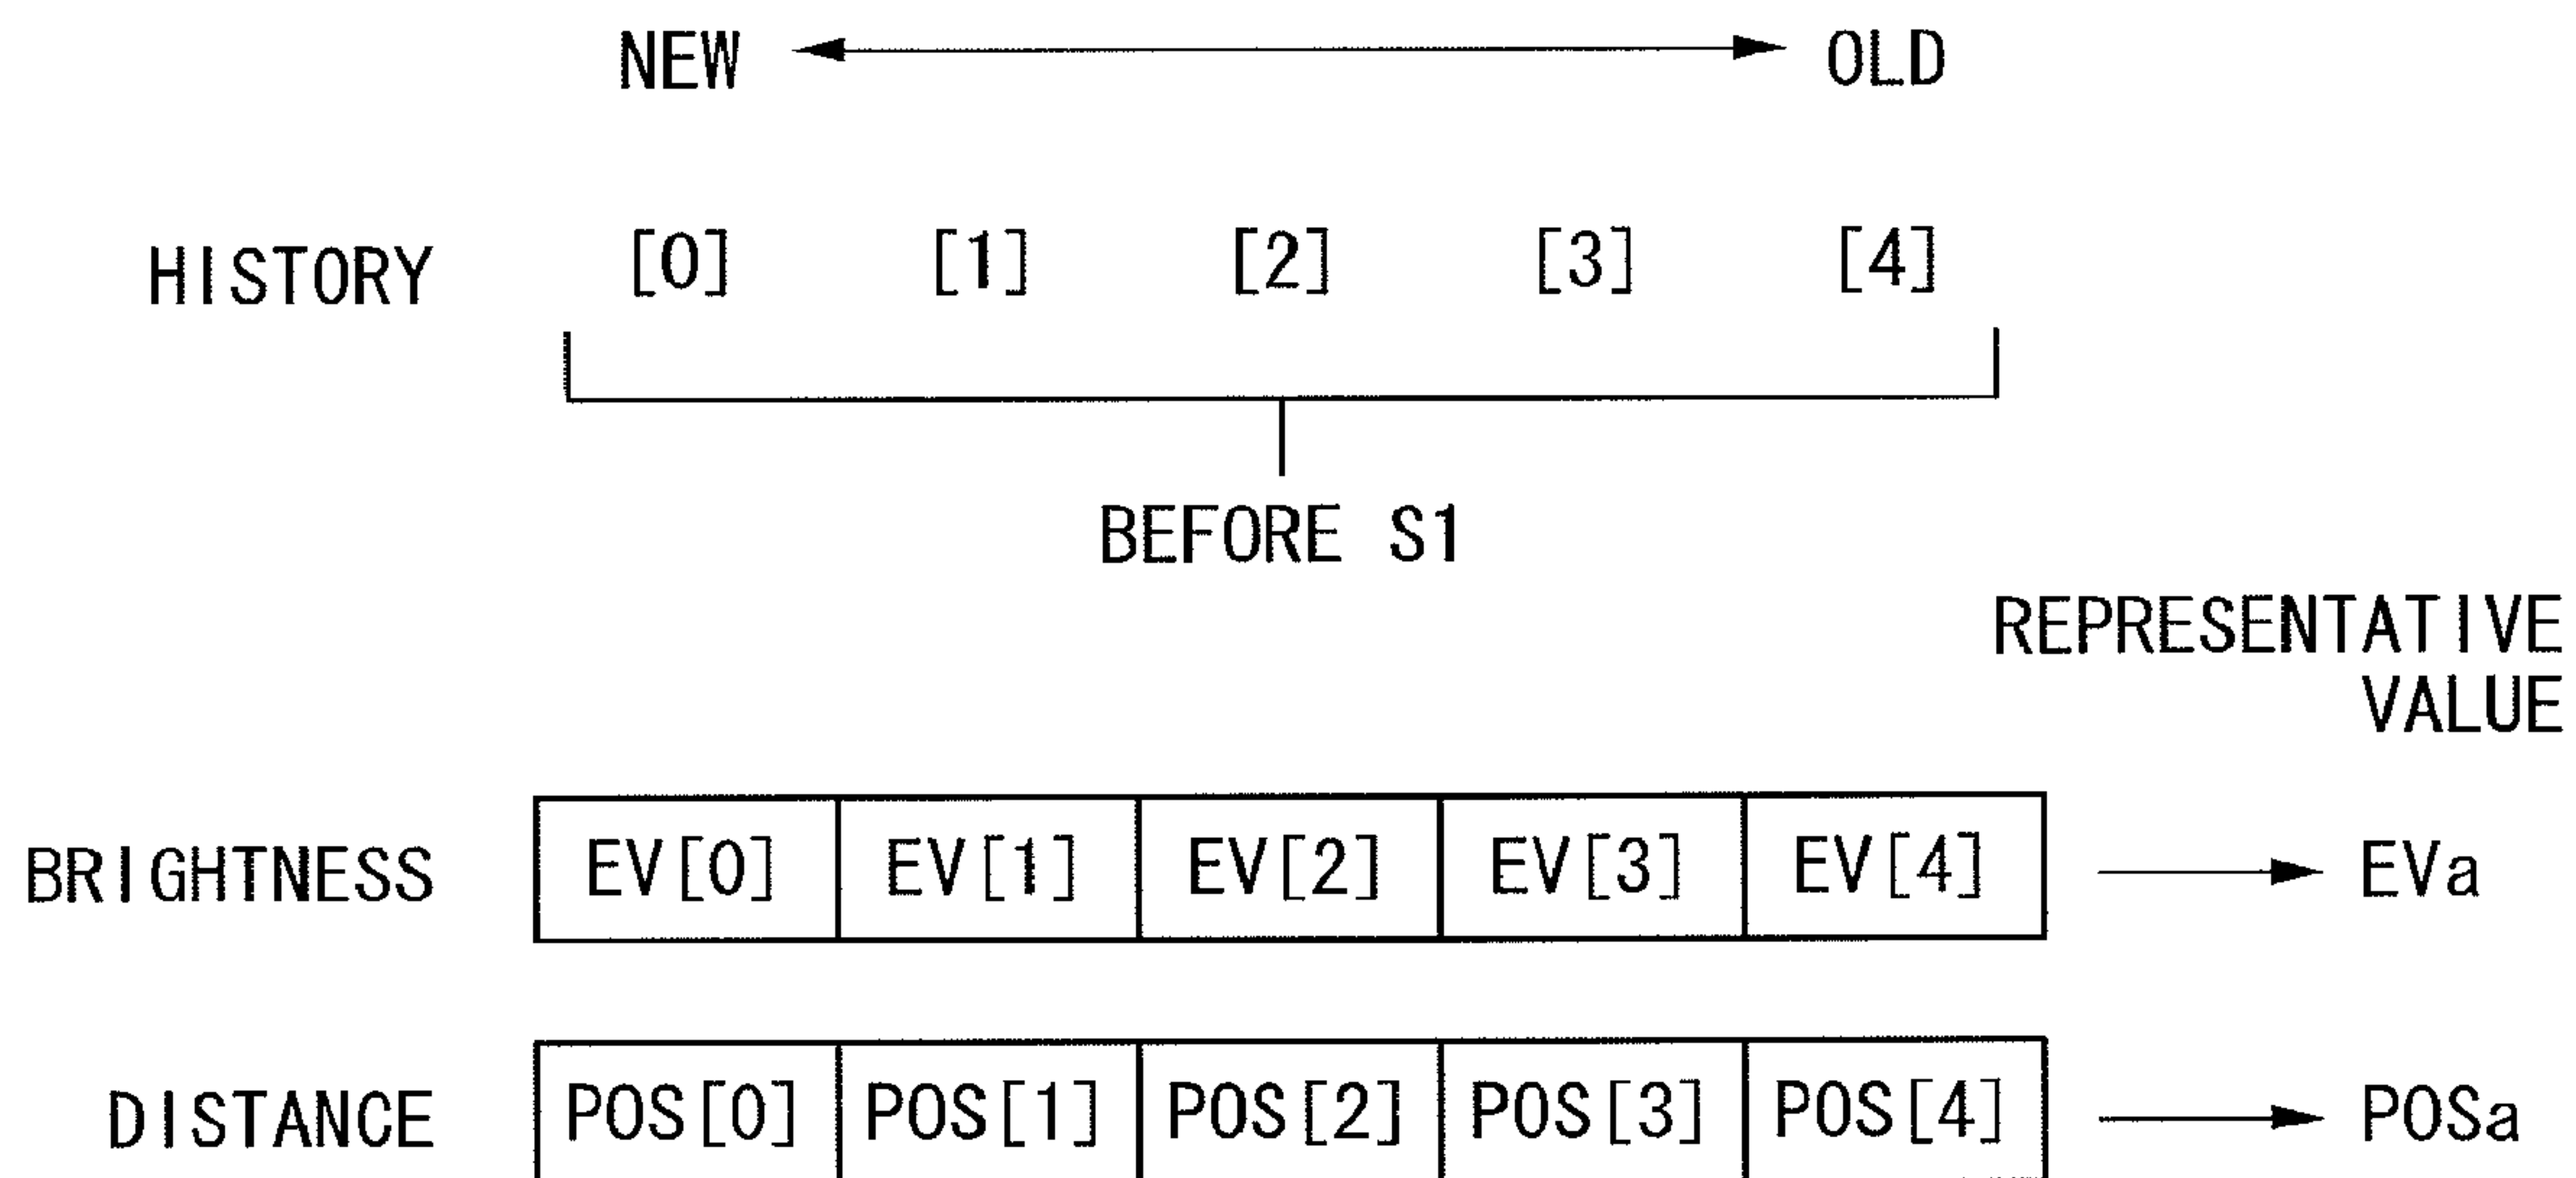 NEW OLD
HISTORY [0] [1] [2] [3] [4]
BEFORE S1
REPRESENTATIVE
VALUE
BRIGHTNESS EV[0] EV[1] EV[2] EV[3] EV[4] EVa
DISTANCE POS[0] POS[1] POS[2] POS[3] POS[4] POSa